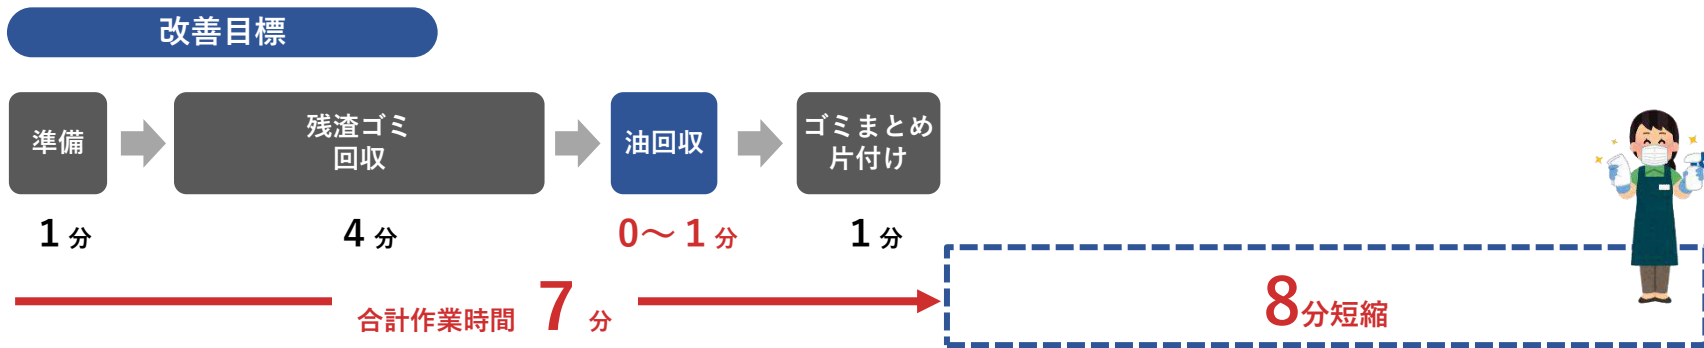 改善目標
準備
残渣ゴミ
回収
油回収
ゴミまとめ
片付け
1 分
4 分
0〜1 分
1 分
合計作業時間 7 分
8分短縮